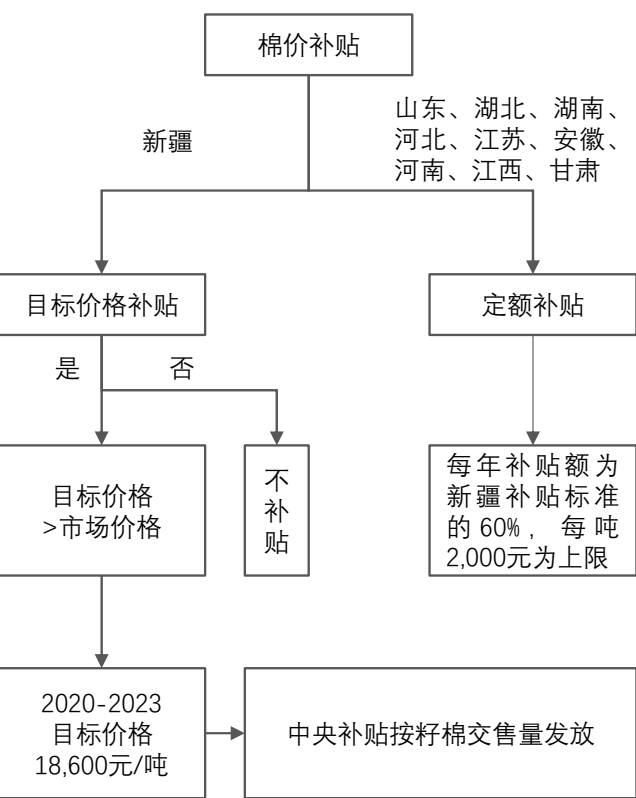 棉价补贴
新疆
山东、湖北、湖南、
河北、江苏、安徽、
河南、江西、甘肃
目标价格补贴
定额补贴
是
否
目标价格
>市场价格
不
补
贴
每年补贴额为
新疆补贴标准
的60%，每吨
2,000元为上限
2020-2023
目标价格
18,600元/吨
中央补贴按籽棉交售量发放